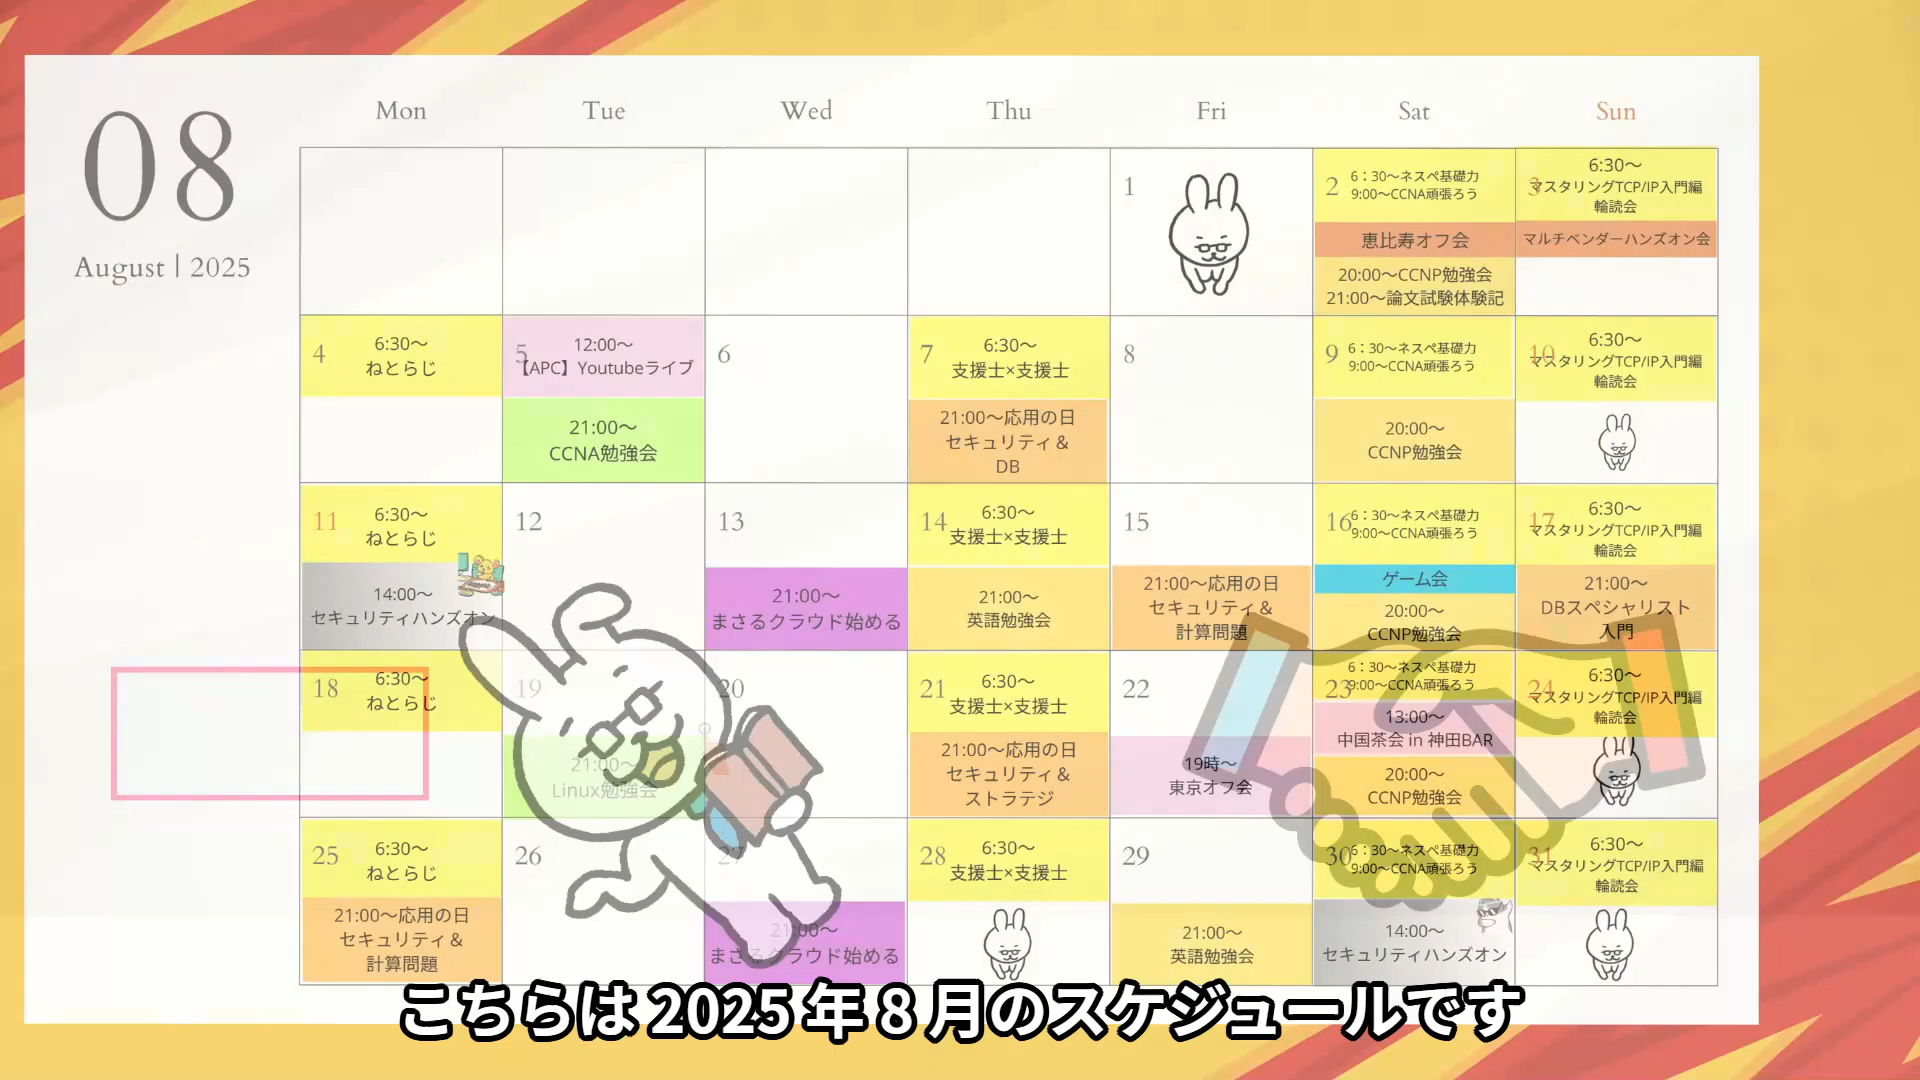 08
August | 2025
Mon Tue Wed Thu Fri Sat Sun
1
2
6：30～ネスペ基礎力
9:00～CCNA頑張ろう
恵比寿オフ会
20:00～CCNP勉強会
21:00～論文試験体験記
3
6:30～
マスタリングTCP/IP入門編
輪読会
マルチベンダーハンズオン会
4
6:30～
ねとらじ
5
12:00～
【APC】Youtubeライブ
21:00～
CCNA勉強会
6
7
6:30～
支援士×支援士
21:00～応用の日
セキュリティ＆
DB
8
9
6：30～ネスペ基礎力
9:00～CCNA頑張ろう
20:00～
CCNP勉強会
10
6:30～
マスタリングTCP/IP入門編
輪読会
11
6:30～
ねとらじ
14:00～
セキュリティハンズオン
12
13
21:00～
まさるクラウド始める
14
6:30～
支援士×支援士
21:00～
英語勉強会
15
21:00～応用の日
セキュリティ＆
計算問題
16
6：30～ネスペ基礎力
9:00～CCNA頑張ろう
ゲーム会
20:00～
CCNP勉強会
17
6:30～
マスタリングTCP/IP入門編
輪読会
21:00～
DBスペシャリスト
入門
18
6:30～
ねとらじ
19
21:00～
Linux勉強会
20
21
6:30～
支援士×支援士
21:00～応用の日
セキュリティ＆
ストラテジ
22
19時～
東京オフ会
23
6：30～ネスペ基礎力
9:00～CCNA頑張ろう
13:00～
中国茶会 in 神田BAR
20:00～
CCNP勉強会
24
6:30～
マスタリングTCP/IP入門編
輪読会
25
6:30～
ねとらじ
21:00～応用の日
セキュリティ＆
計算問題
26
27
21:00～
まさるクラウド始める
28
6:30～
支援士×支援士
29
21:00～
英語勉強会
30
6:30～ネスペ基礎力
9:00～CCNA頑張ろう
14:00～
セキュリティハンズオン
31
6:30～
マスタリングTCP/IP入門編
輪読会
こちらは 2025 年 8 月のスケジュールです